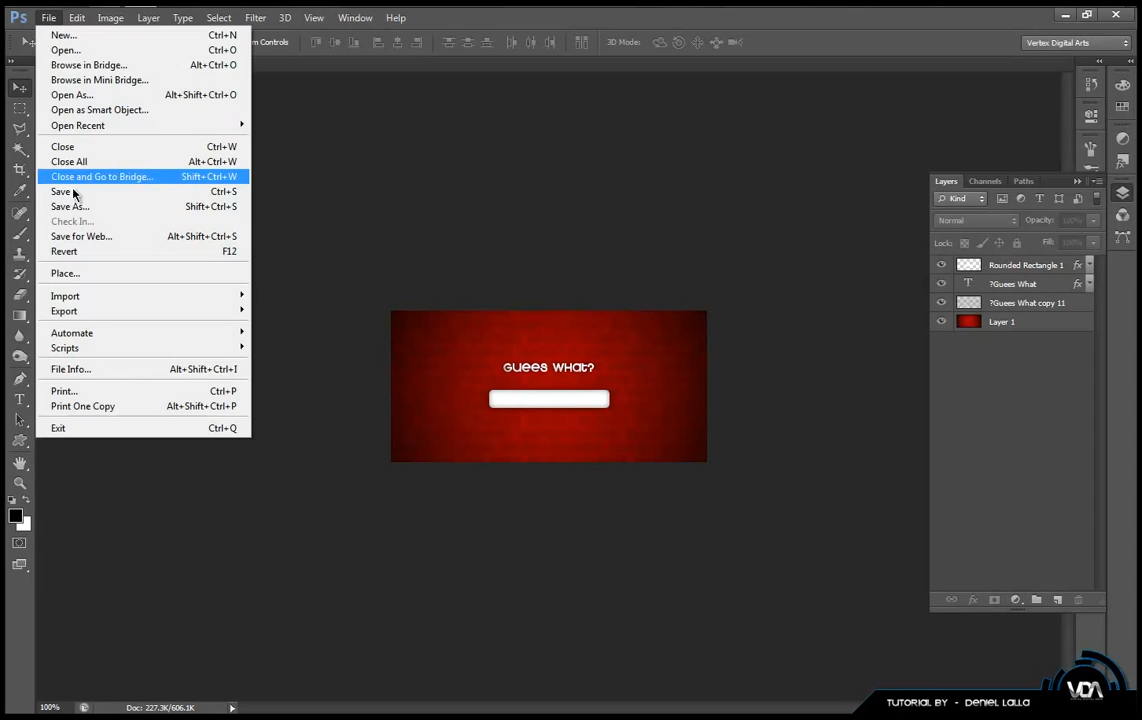 Ps File Edit Image Layer Type Select Filter 3D View Window Help
m Controls 3D Mode: Vertex Digital Arts
New... Ctrl+N
Open... Ctrl+O
Browse in Bridge... Alt+Ctrl+O
Browse in Mini Bridge...
Open As... Alt+Shift+Ctrl+O
Open as Smart Object...
Open Recent
Close Ctrl+W
Close All Alt+Ctrl+W
Close and Go to Bridge... Shift+Ctrl+W
Save Ctrl+S
Save As... Shift+Ctrl+S
Check In...
Save for Web... Alt+Shift+Ctrl+S
Revert F12
Place...
Import
Export
Automate
Scripts
File Info... Alt+Shift+Ctrl+I
Print... Ctrl+P
Print One Copy Alt+Shift+Ctrl+P
Exit Ctrl+Q
Guees What?
Layers Channels Paths
Kind T
Normal Opacity: 100%
Lock: Fill: 100%
Rounded Rectangle 1 fx
T ?Guees What fx
?Guees What copy 11
Layer 1
fx
T
100% Doc: 227.3K/606.1K
Tutorial by - Deniel Lalla
VDA